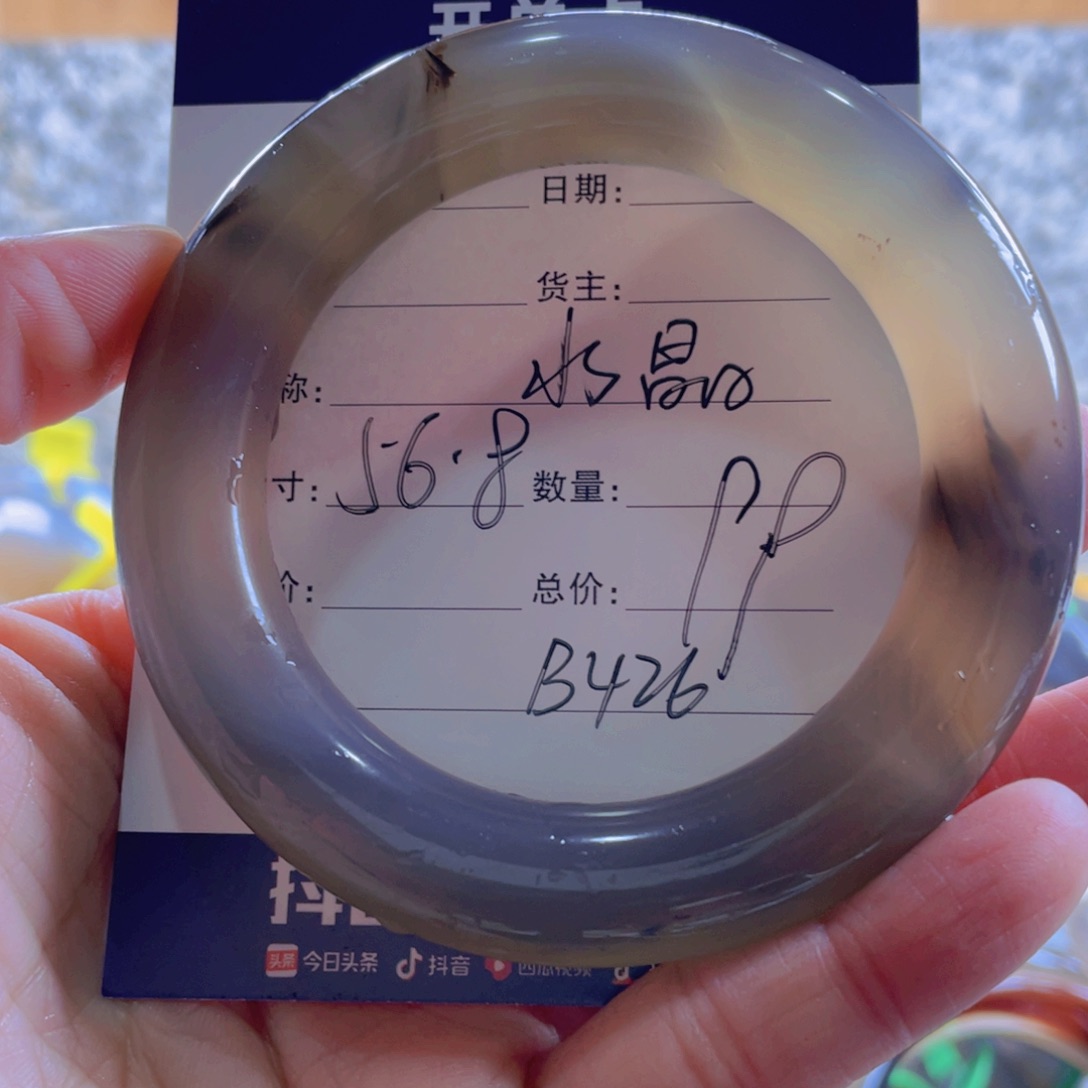 日期:
货主:
称: 水晶
寸: 56.8 数量:
价: 总价:
B426
今日头条 抖音 西瓜视频